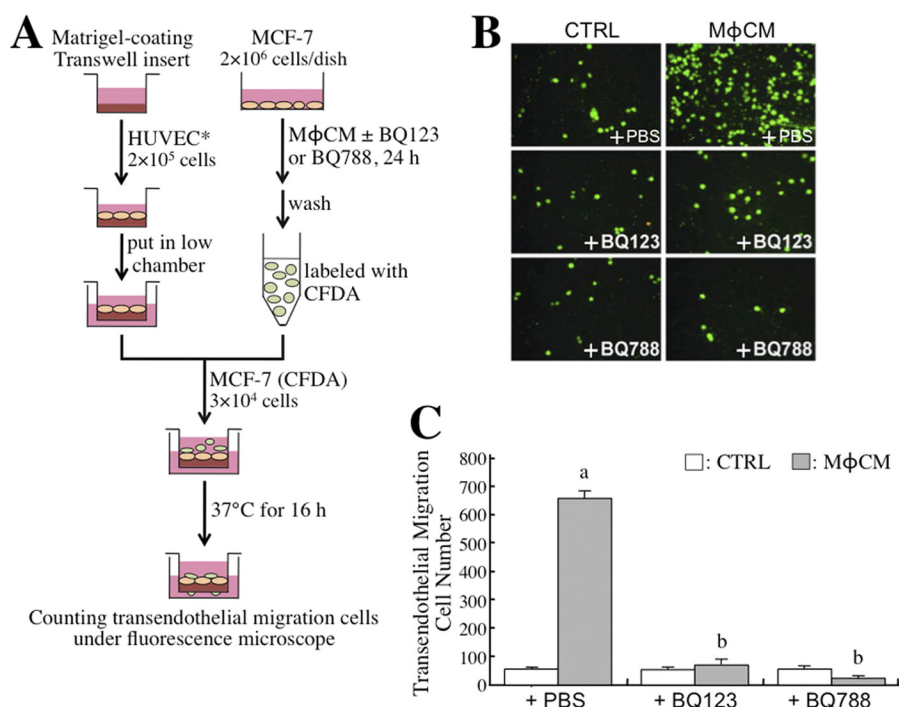 A
Matrigel-coating
Transwell insert
MCF-7
2×10⁶ cells/dish
HUVEC*
2×10⁵ cells
MϕCM ± BQ123
or BQ788, 24 h
wash
put in low
chamber
labeled with
CFDA
MCF-7 (CFDA)
3×10⁴ cells
37°C for 16 h
Counting transendothelial migration cells
under fluorescence microscope
B
CTRL
MϕCM
+PBS
+PBS
+BQ123
+BQ123
+BQ788
+BQ788
C
Transendothelial Migration
Cell Number
800
700
600
500
400
300
200
100
0
□: CTRL
■: MϕCM
a
b
b
+ PBS
+ BQ123
+ BQ788